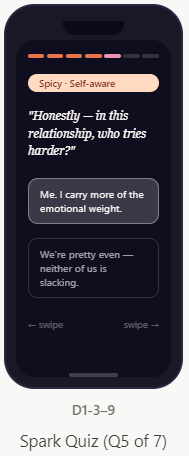 Spicy · Self-aware
"Honestly — in this
relationship, who tries
harder?"
Me. I carry more of the
emotional weight.
We're pretty even —
neither of us is
slacking.
← swipe swipe →
D1-3–9
Spark Quiz (Q5 of 7)